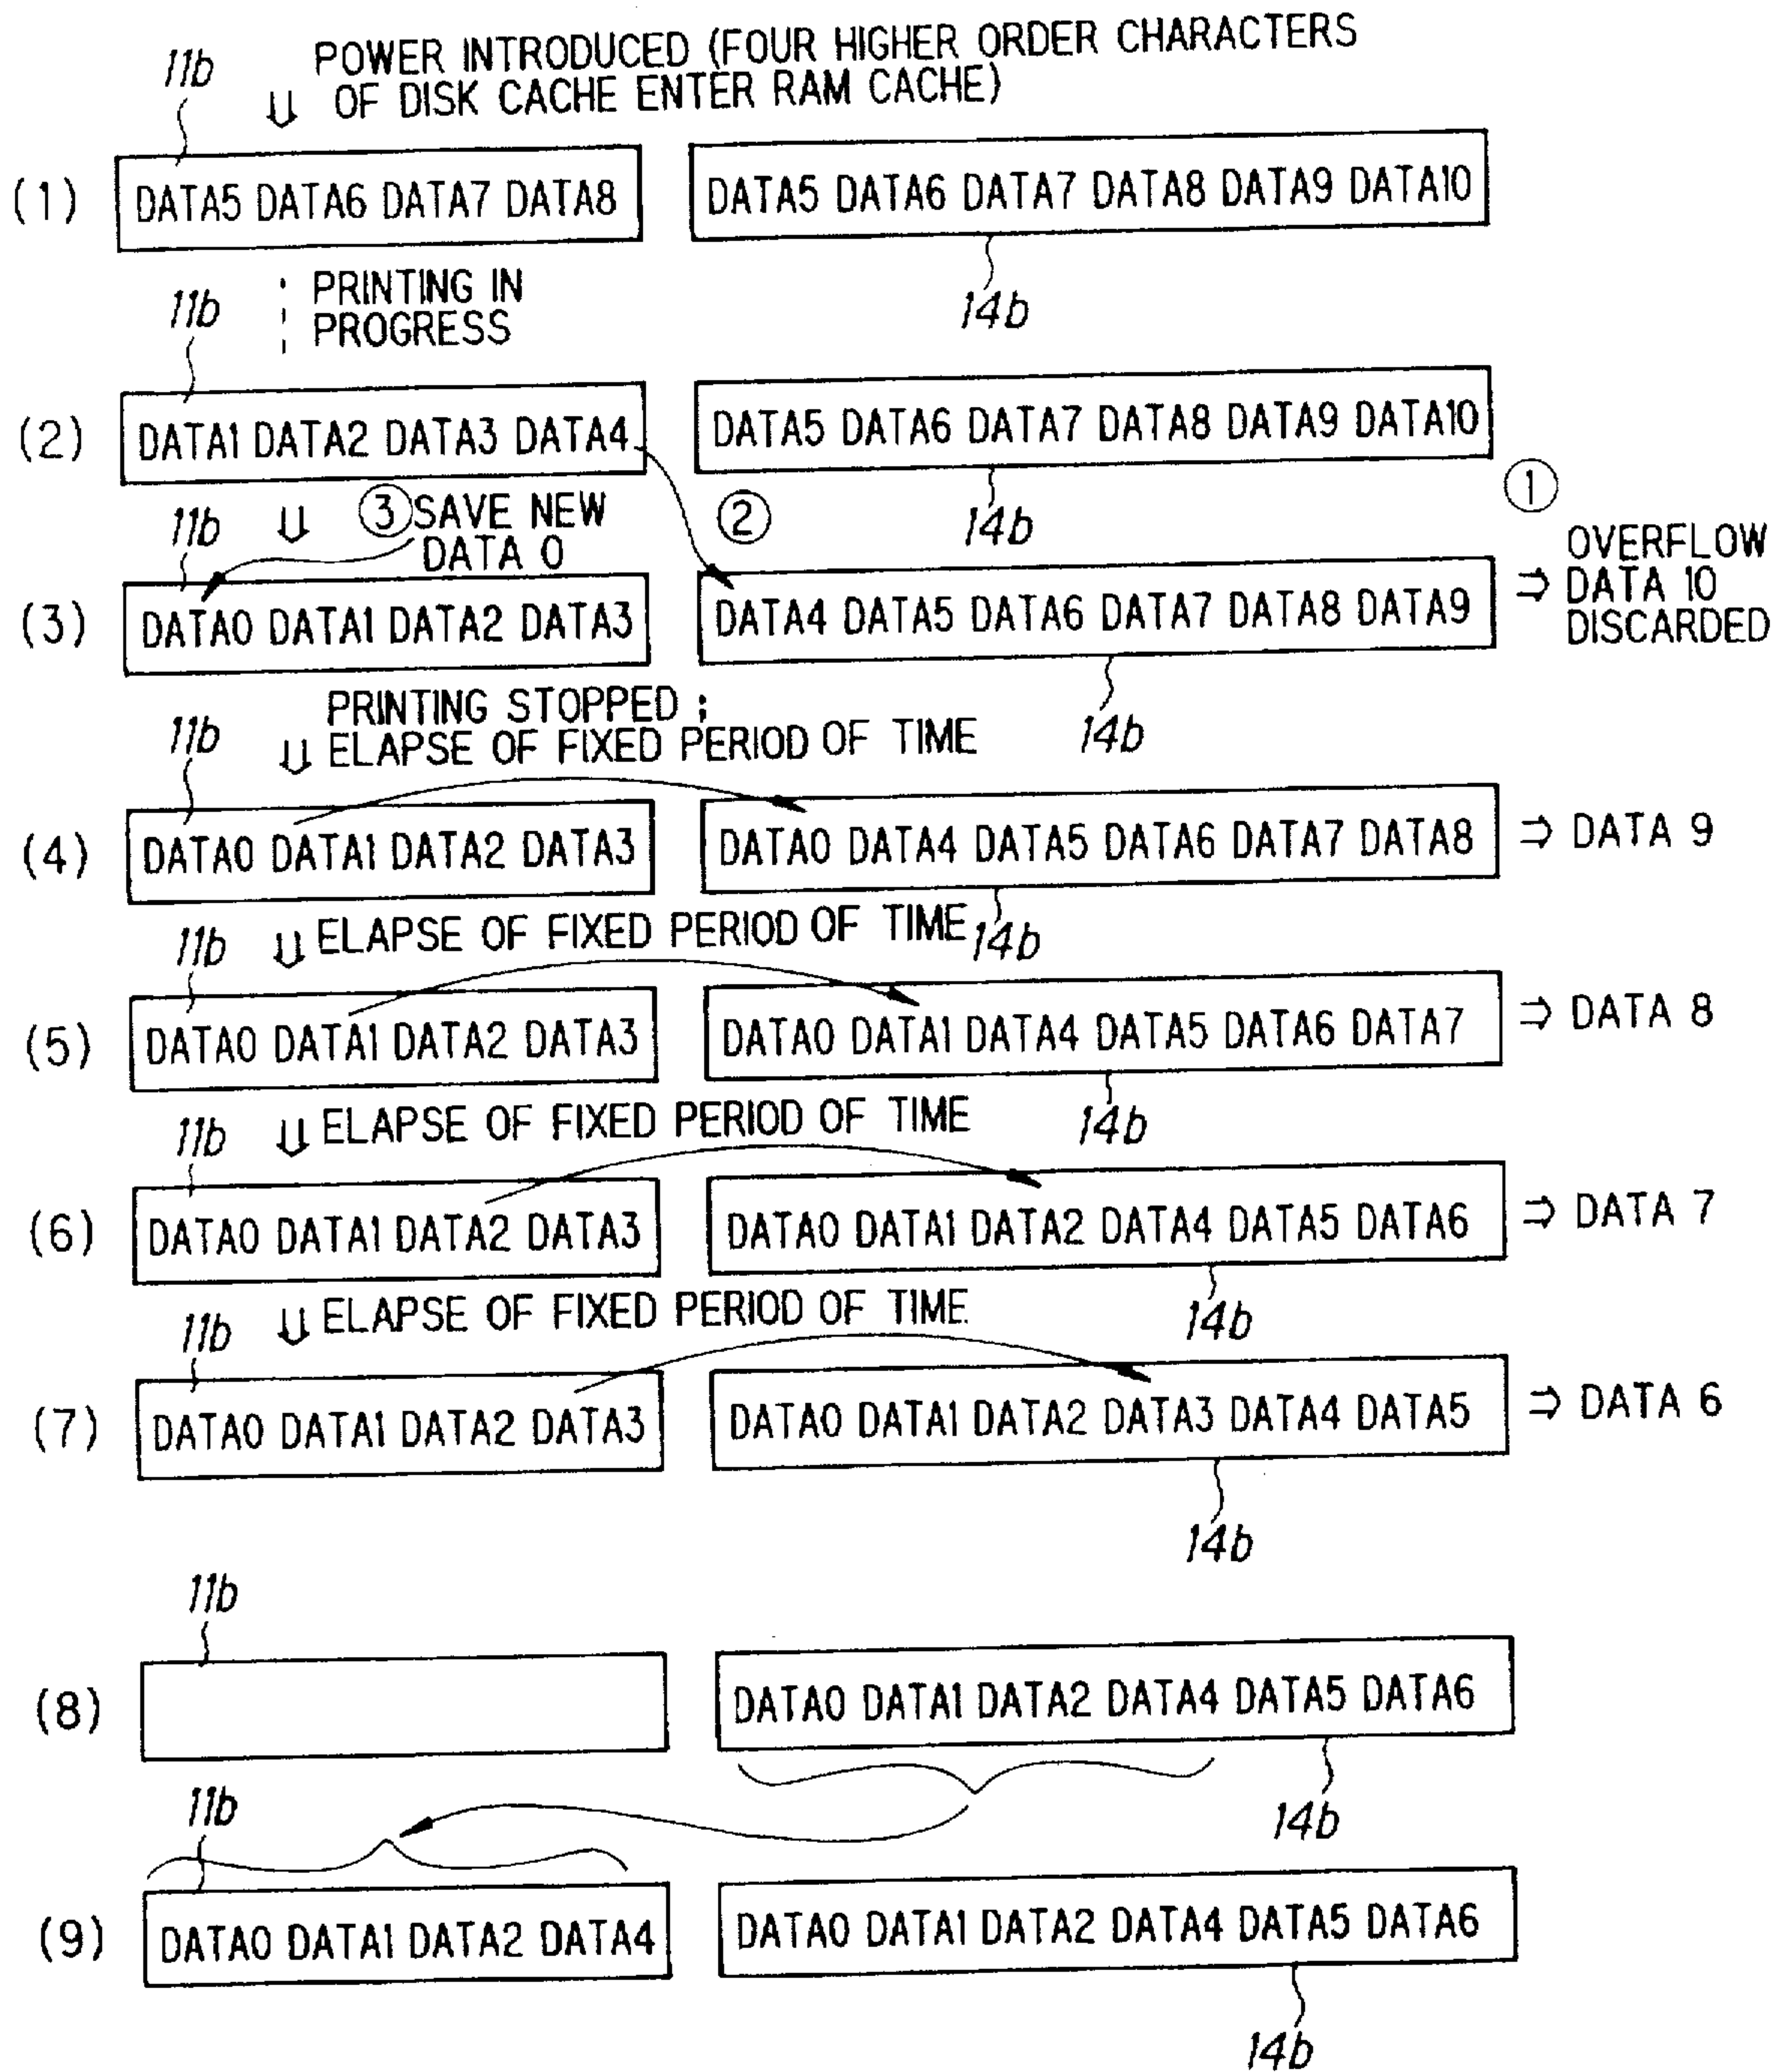 POWER INTRODUCED (FOUR HIGHER ORDER CHARACTERS
11b ⇓ OF DISK CACHE ENTER RAM CACHE)
(1) DATA5 DATA6 DATA7 DATA8 DATA5 DATA6 DATA7 DATA8 DATA9 DATA10
PRINTING IN
11b PROGRESS 14b
(2) DATA1 DATA2 DATA3 DATA4 DATA5 DATA6 DATA7 DATA8 DATA9 DATA10
11b ⇓ ③ SAVE NEW ② 14b ①
DATA 0 OVERFLOW
(3) DATA0 DATA1 DATA2 DATA3 DATA4 DATA5 DATA6 DATA7 DATA8 DATA9 ⇒ DATA 10
DISCARDED
PRINTING STOPPED ;
11b ⇓ ELAPSE OF FIXED PERIOD OF TIME 14b
(4) DATA0 DATA1 DATA2 DATA3 DATA0 DATA4 DATA5 DATA6 DATA7 DATA8 ⇒ DATA 9
11b ⇓ ELAPSE OF FIXED PERIOD OF TIME 14b
(5) DATA0 DATA1 DATA2 DATA3 DATA0 DATA1 DATA4 DATA5 DATA6 DATA7 ⇒ DATA 8
11b ⇓ ELAPSE OF FIXED PERIOD OF TIME 14b
(6) DATA0 DATA1 DATA2 DATA3 DATA0 DATA1 DATA2 DATA4 DATA5 DATA6 ⇒ DATA 7
11b ⇓ ELAPSE OF FIXED PERIOD OF TIME 14b
(7) DATA0 DATA1 DATA2 DATA3 DATA0 DATA1 DATA2 DATA3 DATA4 DATA5 ⇒ DATA 6
14b
11b
(8) DATA0 DATA1 DATA2 DATA4 DATA5 DATA6
11b 14b
(9) DATA0 DATA1 DATA2 DATA4 DATA0 DATA1 DATA2 DATA4 DATA5 DATA6
14b